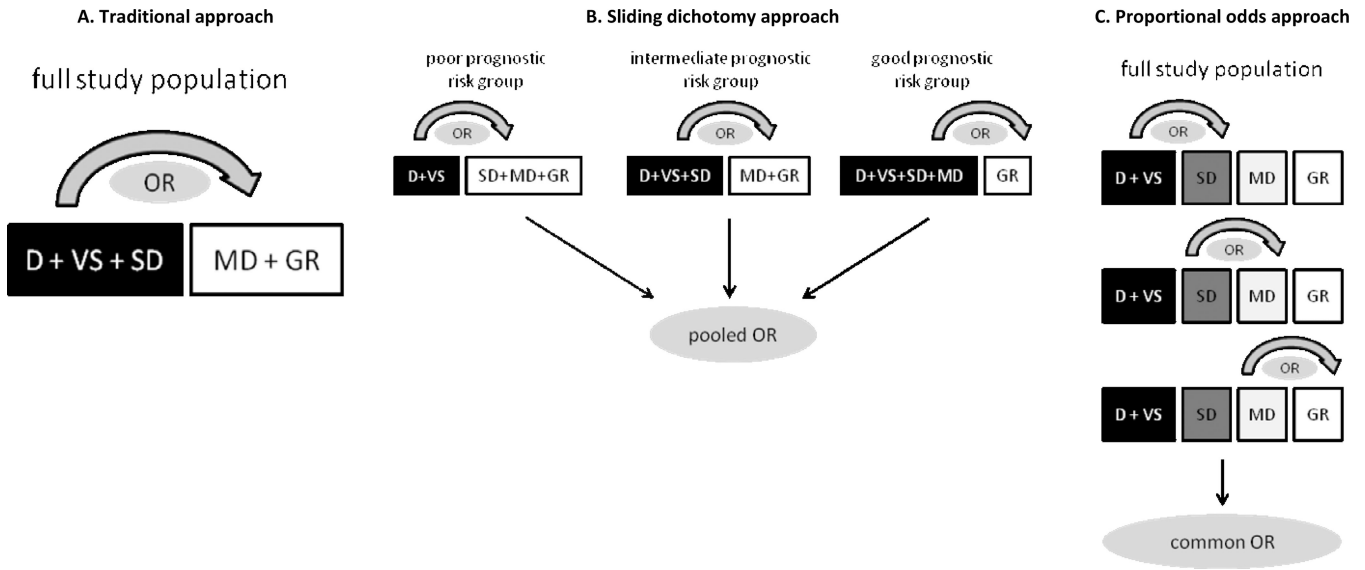 A. Traditional approach
full study population
OR
D + VS + SD
MD + GR
B. Sliding dichotomy approach
poor prognostic
risk group
OR
D+VS
SD+MD+GR
intermediate prognostic
risk group
OR
D+VS+SD
MD+GR
good prognostic
risk group
OR
D+VS+SD+MD
GR
pooled OR
C. Proportional odds approach
full study population
OR
D + VS
SD
MD
GR
OR
D + VS
SD
MD
GR
OR
D + VS
SD
MD
GR
common OR